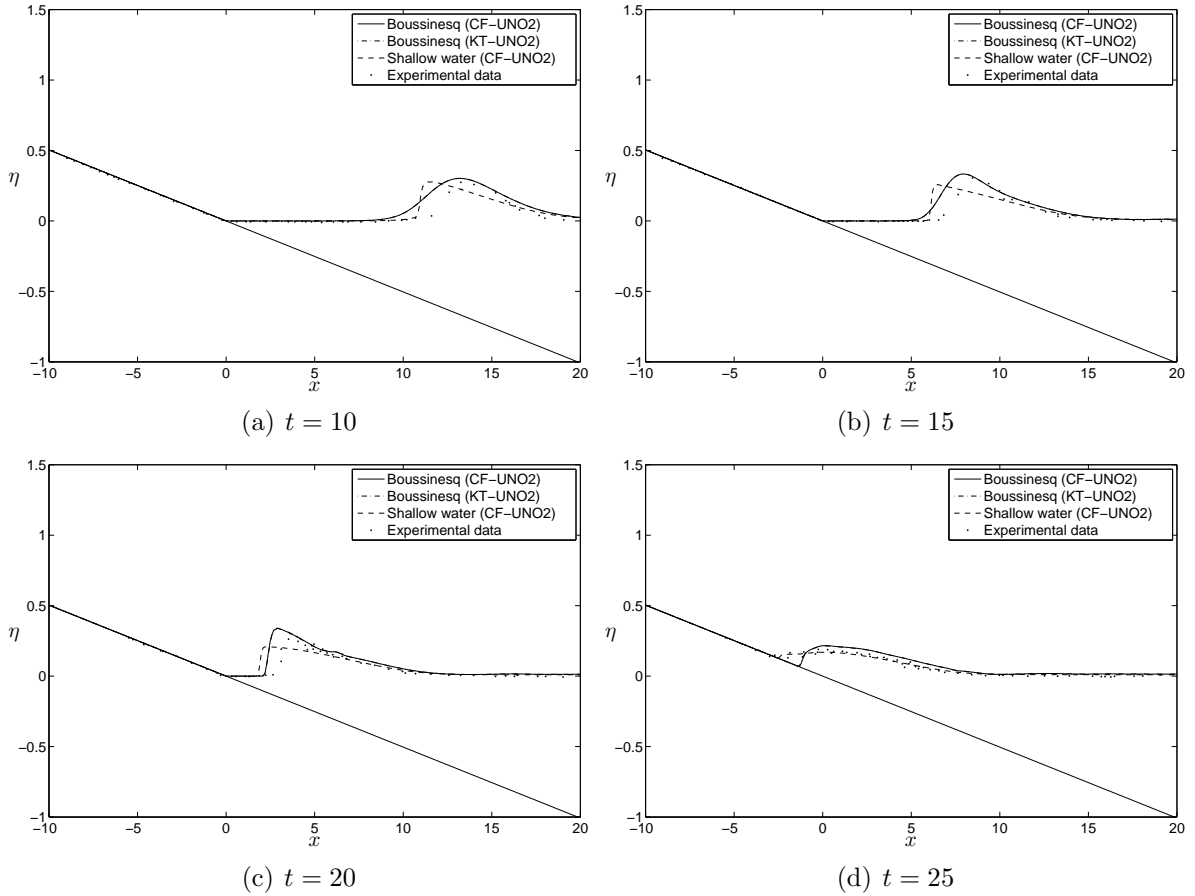 1.5
1
0.5
0
−0.5
−1
η
−10 −5 0 5 10 15 20
x
Boussinesq (CF−UNO2)
Boussinesq (KT−UNO2)
Shallow water (CF−UNO2)
Experimental data
(a) t = 10
1.5
1
0.5
0
−0.5
−1
η
−10 −5 0 5 10 15 20
x
Boussinesq (CF−UNO2)
Boussinesq (KT−UNO2)
Shallow water (CF−UNO2)
Experimental data
(b) t = 15
1.5
1
0.5
0
−0.5
−1
η
−10 −5 0 5 10 15 20
x
Boussinesq (CF−UNO2)
Boussinesq (KT−UNO2)
Shallow water (CF−UNO2)
Experimental data
(c) t = 20
1.5
1
0.5
0
−0.5
−1
η
−10 −5 0 5 10 15 20
x
Boussinesq (CF−UNO2)
Boussinesq (KT−UNO2)
Shallow water (CF−UNO2)
Experimental data
(d) t = 25